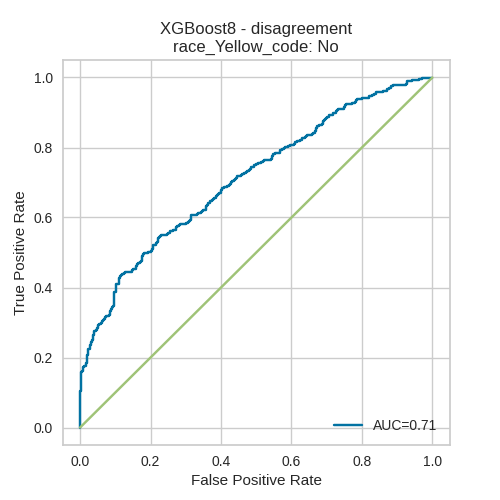 XGBoost8 - disagreement
race_Yellow_code: No
True Positive Rate
1.0
0.8
0.6
0.4
0.2
0.0
AUC=0.71
0.0 0.2 0.4 0.6 0.8 1.0
False Positive Rate